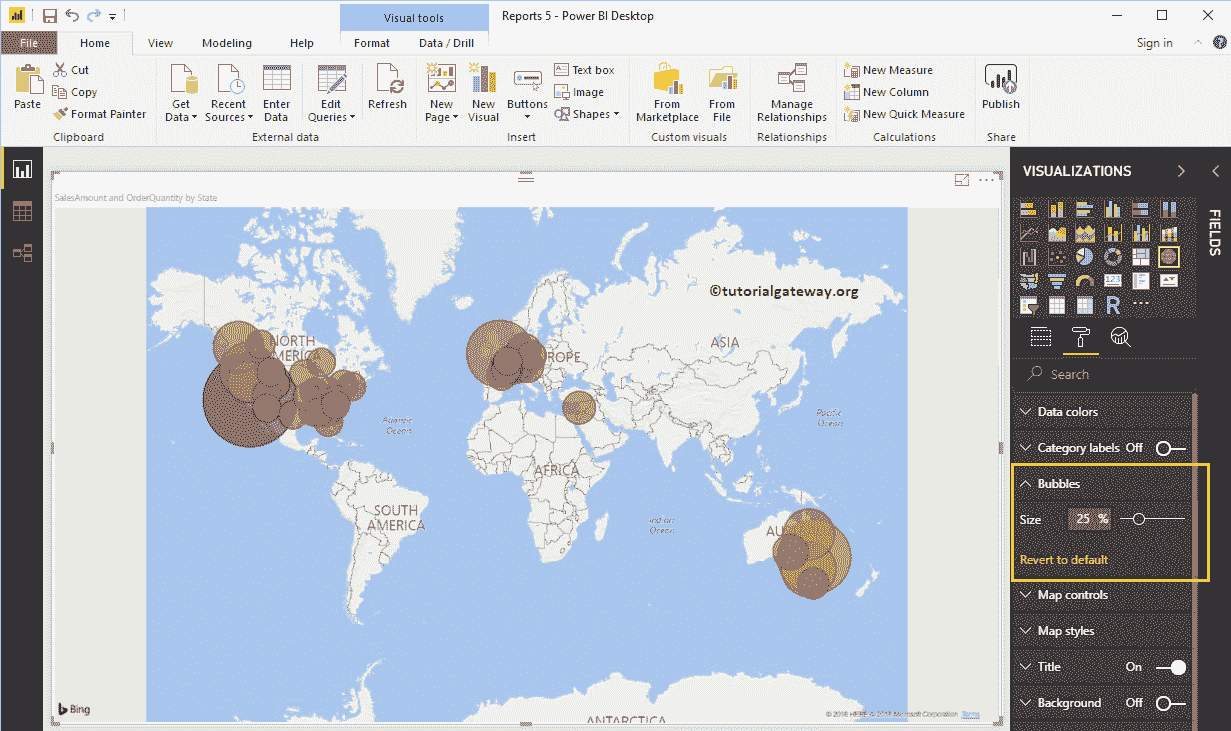 Visual tools
Reports 5 - Power BI Desktop
File
Home
View
Modeling
Help
Format
Data / Drill
Sign in
Paste
Cut
Copy
Format Painter
Clipboard
Get
Data
Recent
Sources
Enter
Data
Edit
Queries
External data
Refresh
New
Page
New
Visual
Buttons
Text box
Image
Shapes
Insert
From
Marketplace
From
File
Custom visuals
Manage
Relationships
Relationships
New Measure
New Column
New Quick Measure
Calculations
Publish
Share
SalesAmount and OrderQuantity by State
©tutorialgateway.org
NORTH
AMERICA
ROPE
ASIA
Atlantic
Ocean
Pacific
Ocean
AFRICA
SOUTH
AMERICA
Indian
Ocean
AU
ANTARCTICA
Bing
© 2018 HERE © 2018 Microsoft Corporation Terms
VISUALIZATIONS
FIELDS
123
R
Search
Data colors
Category labels Off
Bubbles
Size 25 %
Revert to default
Map controls
Map styles
Title On
Background Off